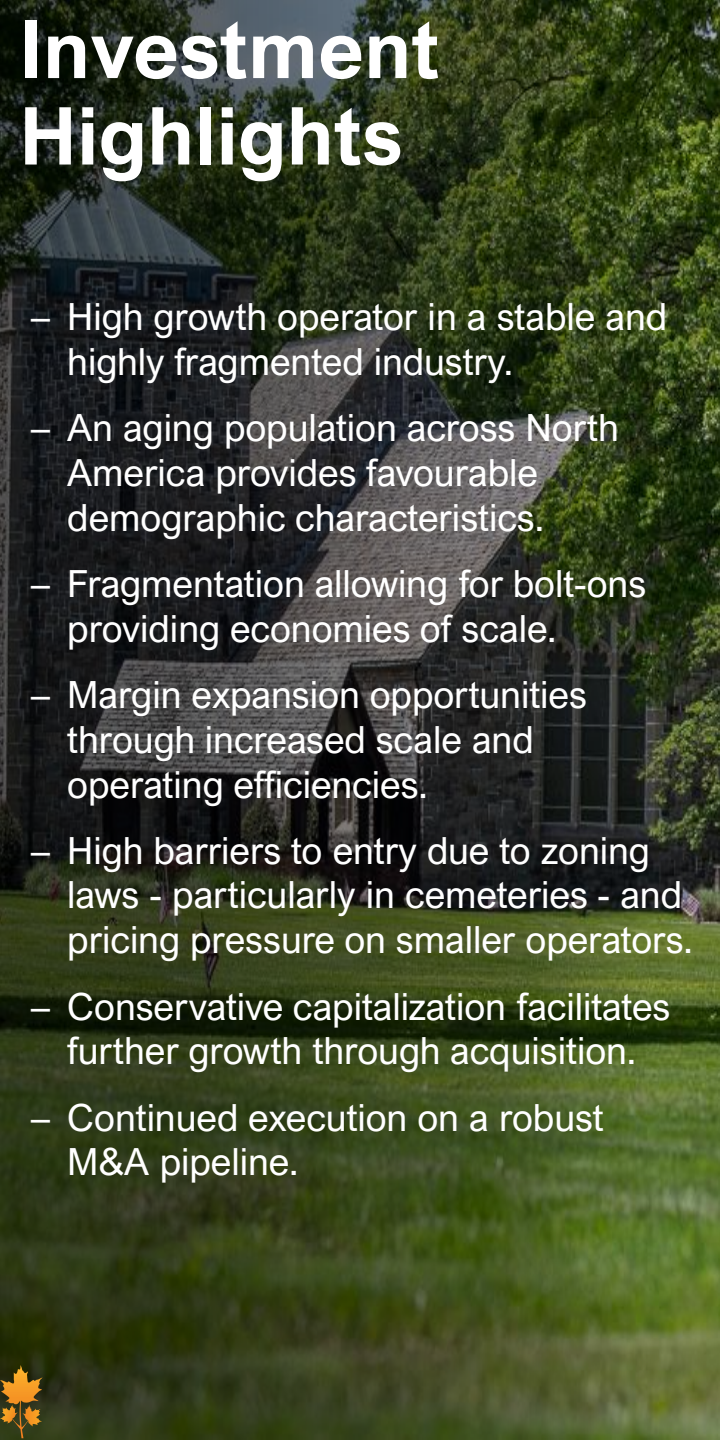 Investment
Highlights
– High growth operator in a stable and
highly fragmented industry.
– An aging population across North
America provides favourable
demographic characteristics.
– Fragmentation allowing for bolt-ons
providing economies of scale.
– Margin expansion opportunities
through increased scale and
operating efficiencies.
– High barriers to entry due to zoning
laws - particularly in cemeteries - and
pricing pressure on smaller operators.
– Conservative capitalization facilitates
further growth through acquisition.
– Continued execution on a robust
M&A pipeline.